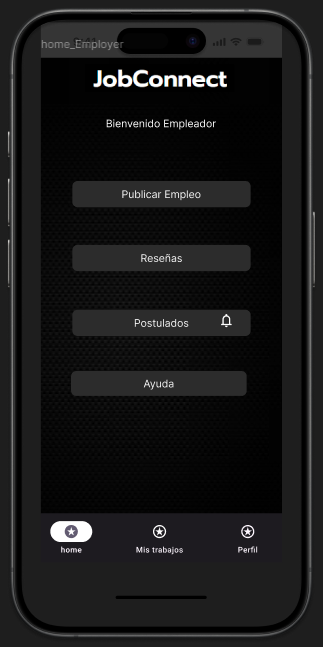 home_Employer
JobConnect
Bienvenido Empleador
Publicar Empleo
Reseñas
Postulados
Ayuda
home
Mis trabajos
Perfil